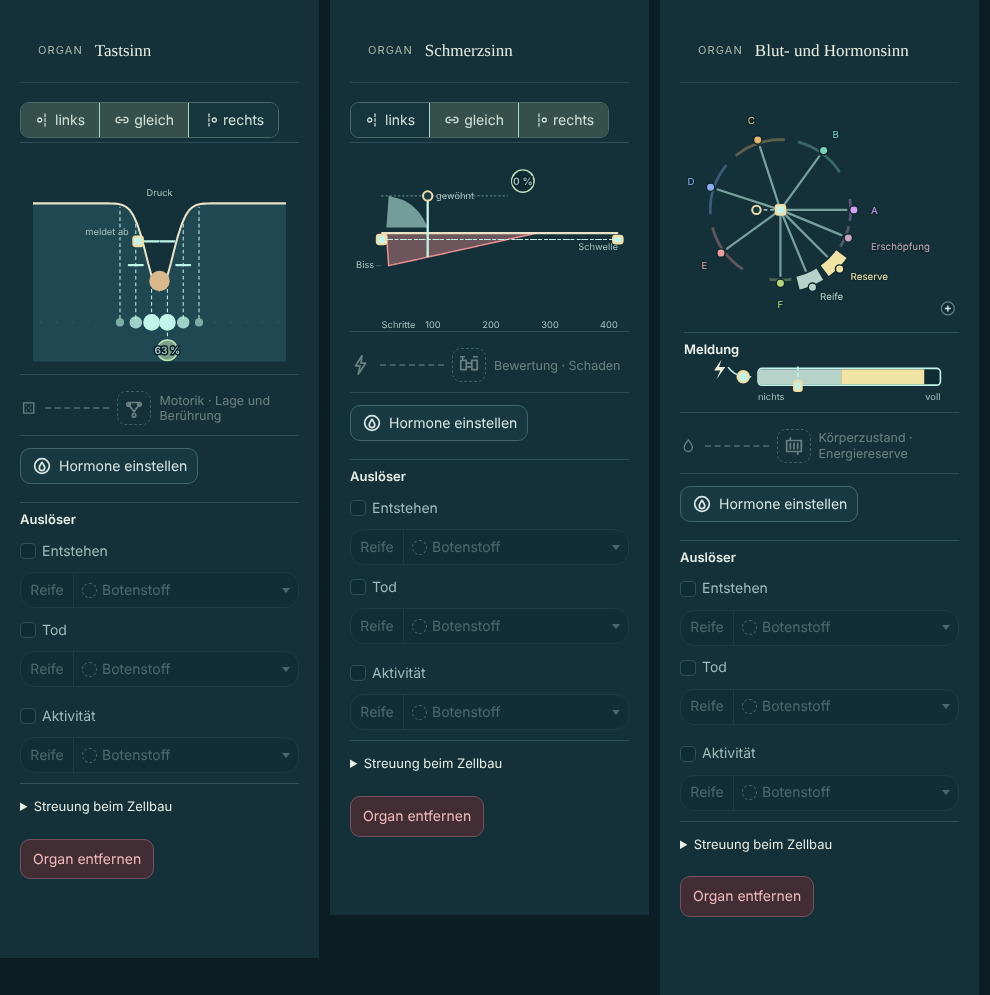 ORGAN Tastsinn
links gleich rechts
Druck
meldet ab
63 %
Motorik · Lage und
Berührung
Hormone einstellen
Auslöser
Entstehen
Reife Botenstoff
Tod
Reife Botenstoff
Aktivität
Reife Botenstoff
Streuung beim Zellbau
Organ entfernen
ORGAN Schmerzsinn
links gleich rechts
0 %
gewöhnt
Schwelle
Biss
Schritte 100 200 300 400
Bewertung · Schaden
Hormone einstellen
Auslöser
Entstehen
Reife Botenstoff
Tod
Reife Botenstoff
Aktivität
Reife Botenstoff
Streuung beim Zellbau
Organ entfernen
ORGAN Blut- und Hormonsinn
C
B
D
A
Erschöpfung
E
Reserve
Reife
F
Meldung
nichts voll
Körperzustand ·
Energiereserve
Hormone einstellen
Auslöser
Entstehen
Reife Botenstoff
Tod
Reife Botenstoff
Aktivität
Reife Botenstoff
Streuung beim Zellbau
Organ entfernen